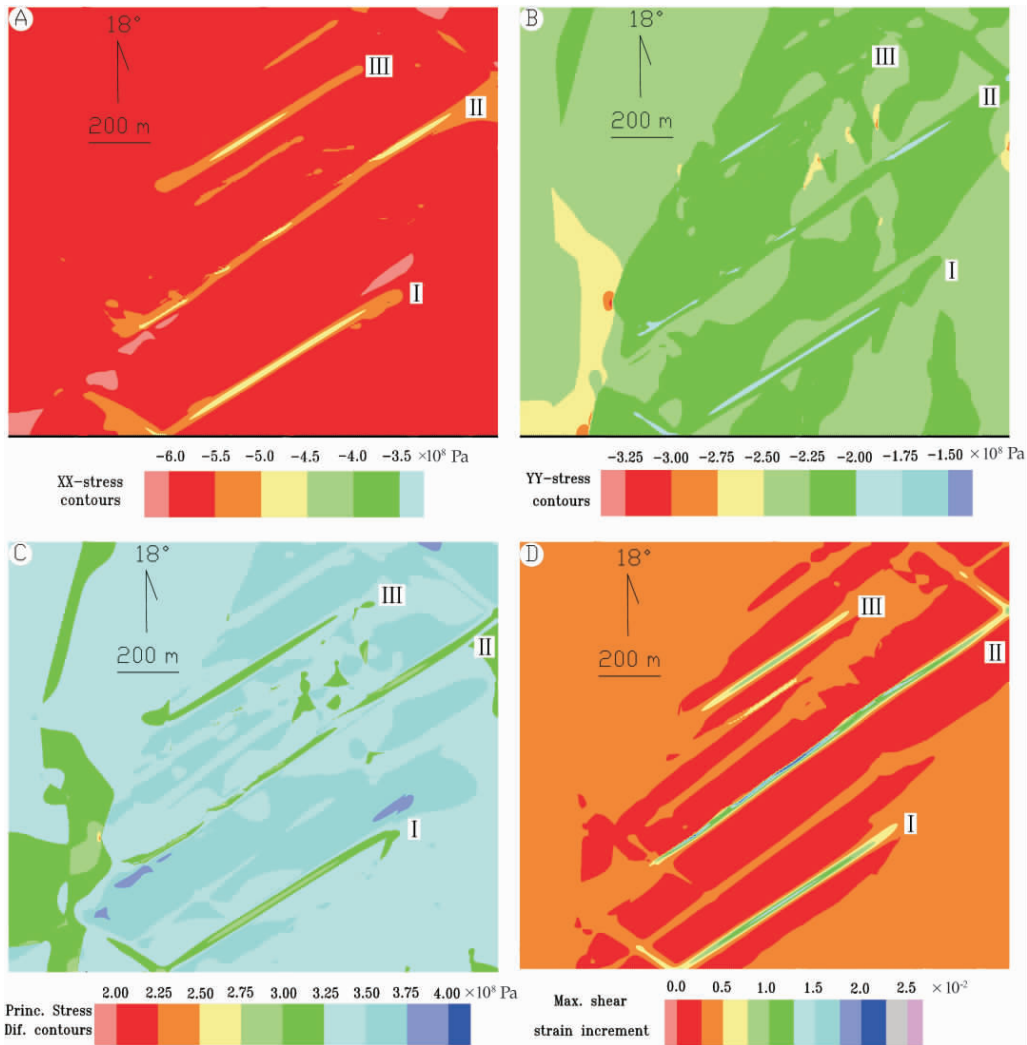 A
18°
200 m
III
II
I
-6.0 -5.5 -5.0 -4.5 -4.0 -3.5 ×10⁸ Pa
XX-stress
contours
B
18°
200 m
III
II
I
-3.25 -3.00 -2.75 -2.50 -2.25 -2.00 -1.75 -1.50 ×10⁸ Pa
YY-stress
contours
C
18°
200 m
III
II
I
2.00 2.25 2.50 2.75 3.00 3.25 3.50 3.75 4.00 ×10⁸ Pa
Princ. Stress
Dif. contours
D
18°
200 m
III
II
I
0.0 0.5 1.0 1.5 2.0 2.5 ×10⁻²
Max. shear
strain increment